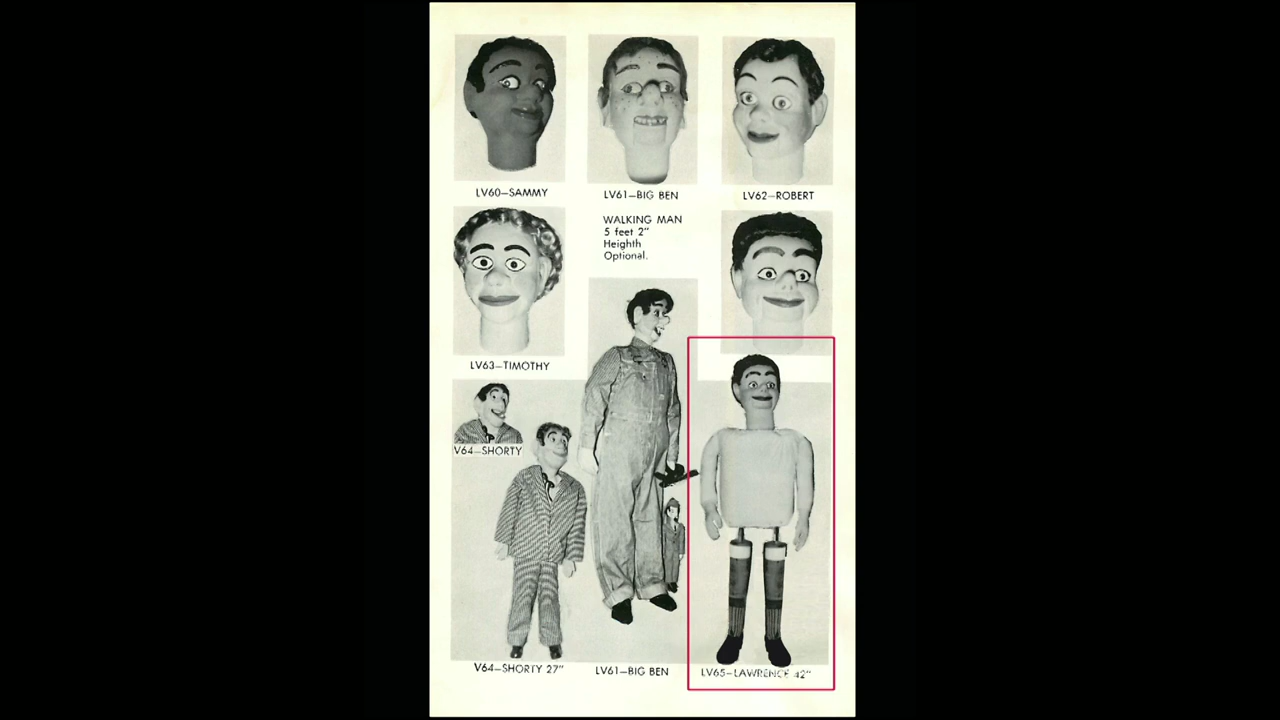 LV60—SAMMY
LV61—BIG BEN
LV62—ROBERT
WALKING MAN
5 feet 2"
Heighth
Optional.
LV63—TIMOTHY
V64—SHORTY
V64—SHORTY 27"
LV61—BIG BEN
LV65—LAWRENCE 42"